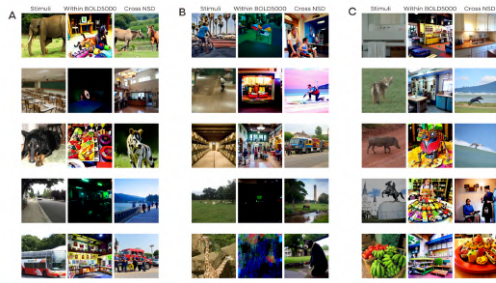 A Stimuli Within BOLD5000 Cross NSD
B Stimuli Within BOLD5000 Cross NSD
C Stimuli Within BOLD5000 Cross NSD